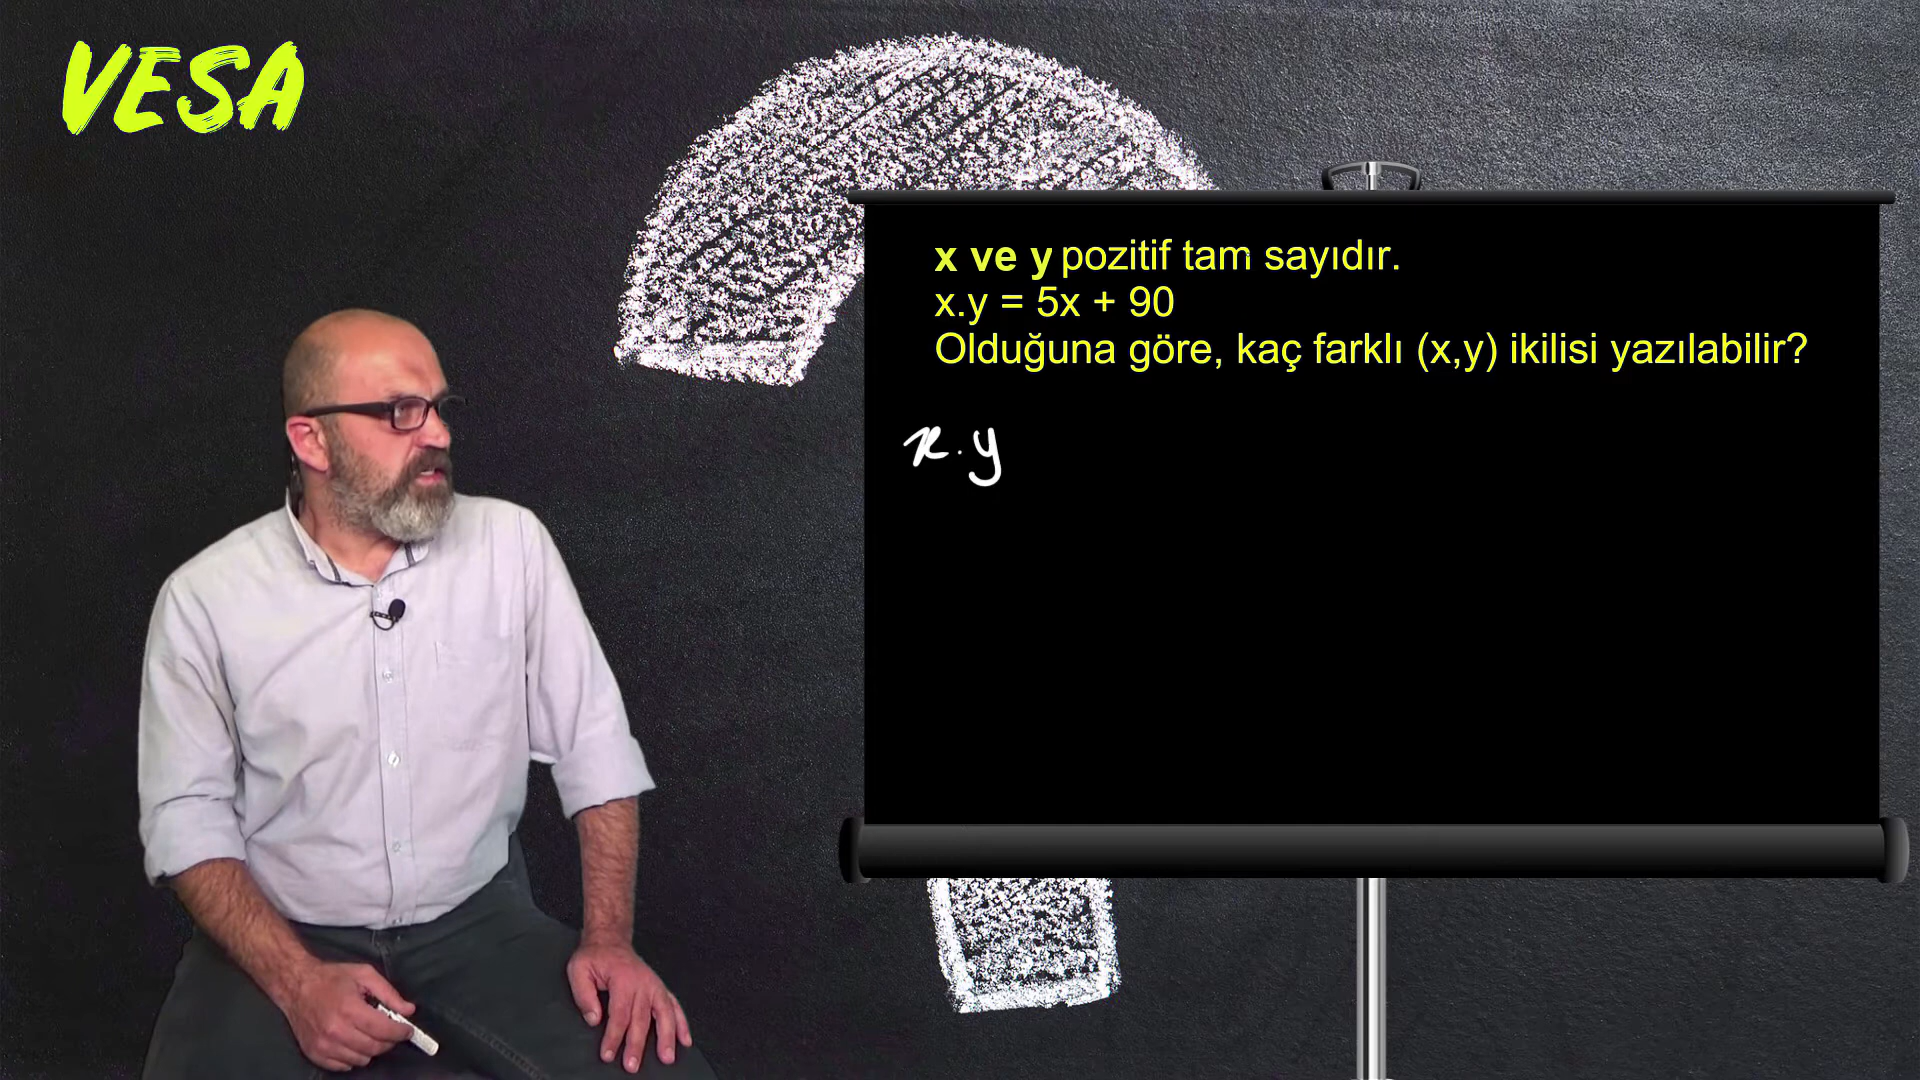 VESA
x ve y pozitif tam sayıdır.
x.y = 5x + 90
Olduğuna göre, kaç farklı (x,y) ikilisi yazılabilir?
x.y